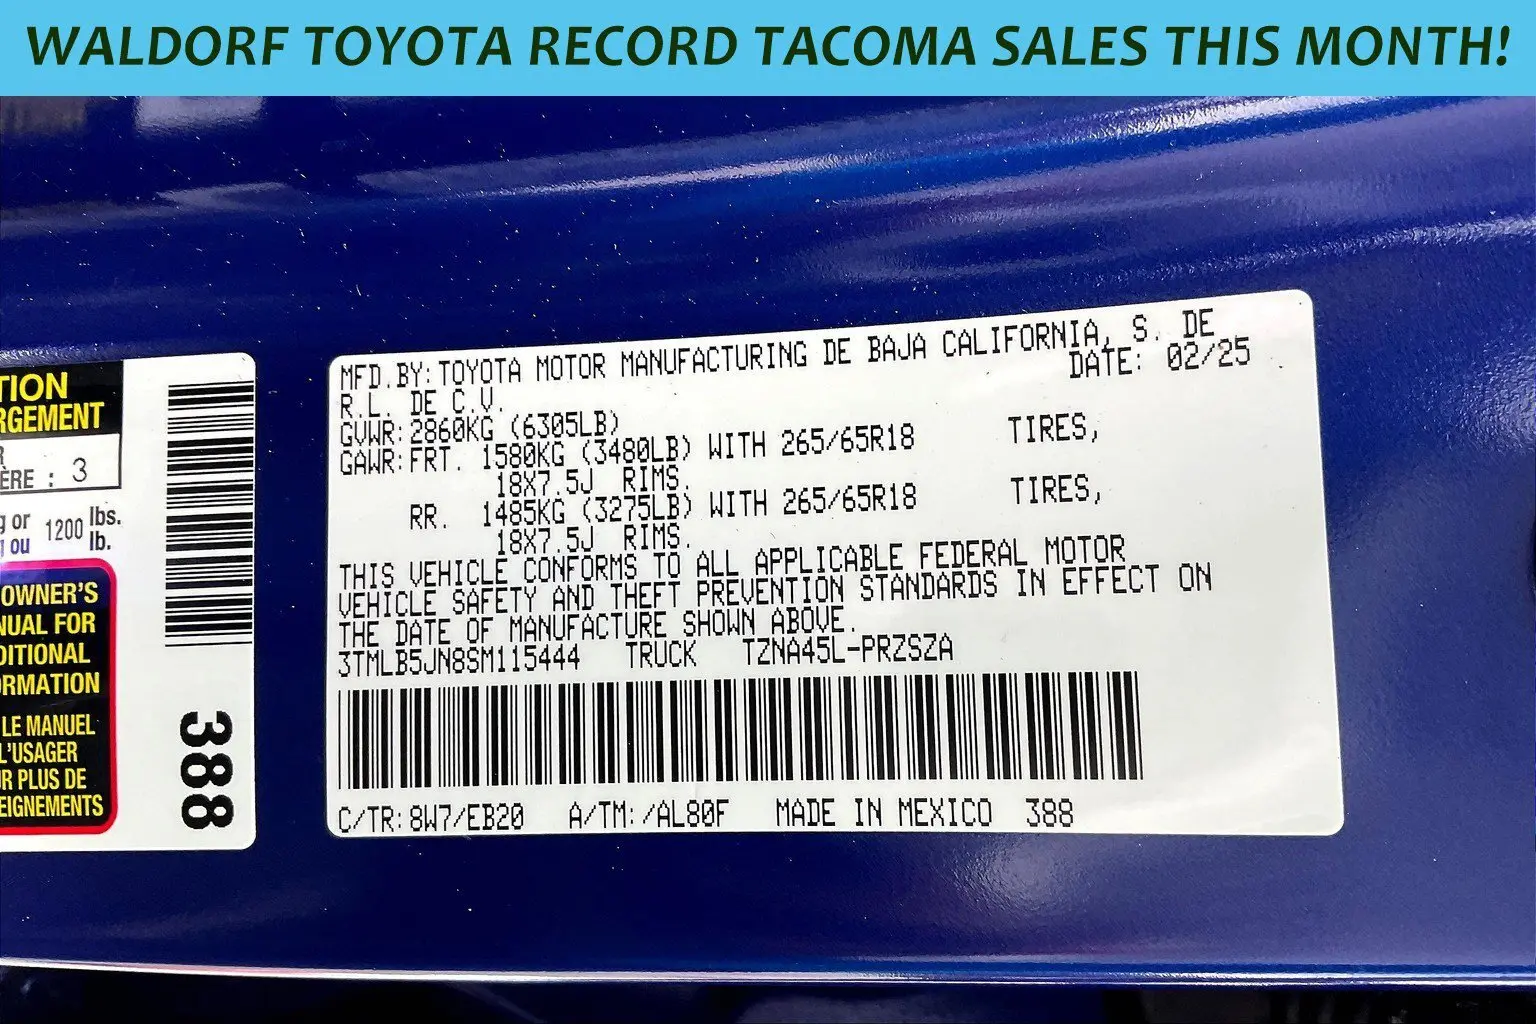 WALDORF TOYOTA RECORD TACOMA SALES THIS MONTH!
TION
RGEMENT
R
ÈRE : 3
g or 1200 lbs.
ou lb.
OWNER'S
NUAL FOR
DITIONAL
ORMATION
LE MANUEL
L'USAGER
R PLUS DE
EIGNEMENTS
388
MFD.BY:TOYOTA MOTOR MANUFACTURING DE BAJA CALIFORNIA, S. DE
R.L. DE C.V. DATE: 02/25
GVWR:2860KG (6305LB)
GAWR:FRT. 1580KG (3480LB) WITH 265/65R18 TIRES,
18X7.5J RIMS.
RR. 1485KG (3275LB) WITH 265/65R18 TIRES,
18X7.5J RIMS.
THIS VEHICLE CONFORMS TO ALL APPLICABLE FEDERAL MOTOR
VEHICLE SAFETY AND THEFT PREVENTION STANDARDS IN EFFECT ON
THE DATE OF MANUFACTURE SHOWN ABOVE.
3TMLB5JN8SM115444 TRUCK TZNA45L-PRZSZA
C/TR:8W7/EB20 A/TM:/AL80F MADE IN MEXICO 388